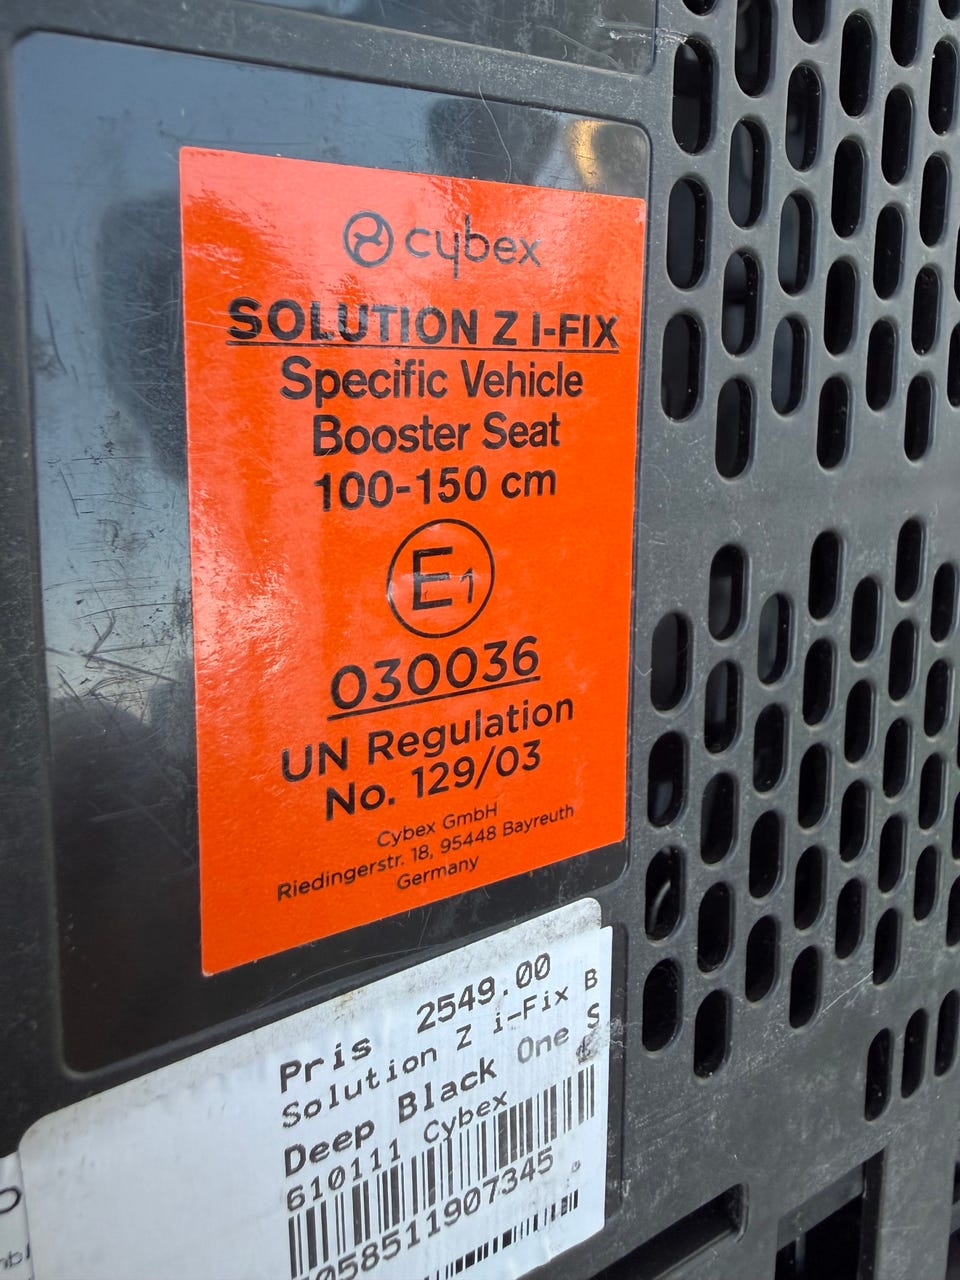 cybex
SOLUTION Z I-FIX
Specific Vehicle
Booster Seat
100-150 cm
E1
030036
UN Regulation
No. 129/03
Cybex GmbH
Riedingerstr. 18, 95448 Bayreuth
Germany
Pris 2549.00
Solution Z i-Fix B
Deep Black One S
610111 Cybex
058511907345